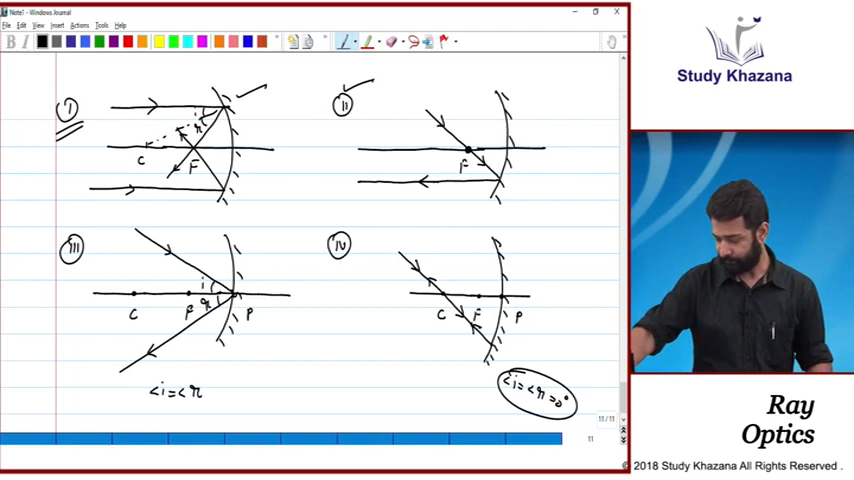 Note1 - Windows Journal
File Edit View Insert Actions Tools Help
B I
Study Khazana
I
i
r
C
F
II
F
III
i
r
C F P
<i=<r
IV
C F P
<i=<r=0°
11 / 11
11
Ray
Optics
© 2018 Study Khazana All Rights Reserved .